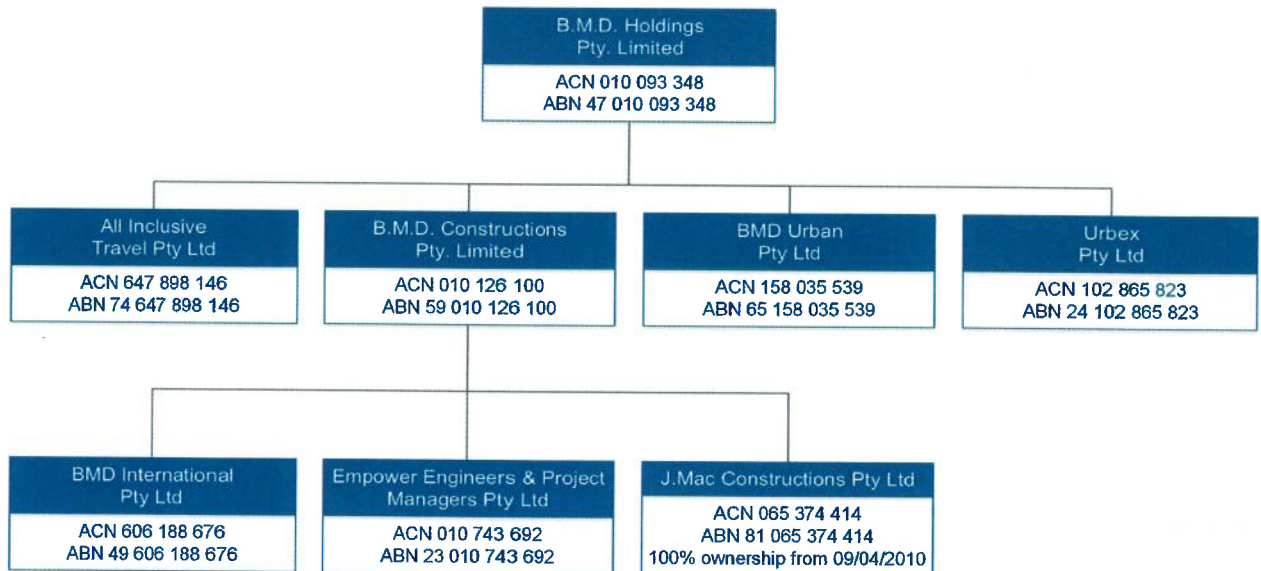 B.M.D. Holdings
Pty. Limited
ACN 010 093 348
ABN 47 010 093 348
All Inclusive
Travel Pty Ltd
ACN 647 898 146
ABN 74 647 898 146
B.M.D. Constructions
Pty. Limited
ACN 010 126 100
ABN 59 010 126 100
BMD Urban
Pty Ltd
ACN 158 035 539
ABN 65 158 035 539
Urbex
Pty Ltd
ACN 102 865 823
ABN 24 102 865 823
BMD International
Pty Ltd
ACN 606 188 676
ABN 49 606 188 676
Empower Engineers & Project
Managers Pty Ltd
ACN 010 743 692
ABN 23 010 743 692
J.Mac Constructions Pty Ltd
ACN 065 374 414
ABN 81 065 374 414
100% ownership from 09/04/2010